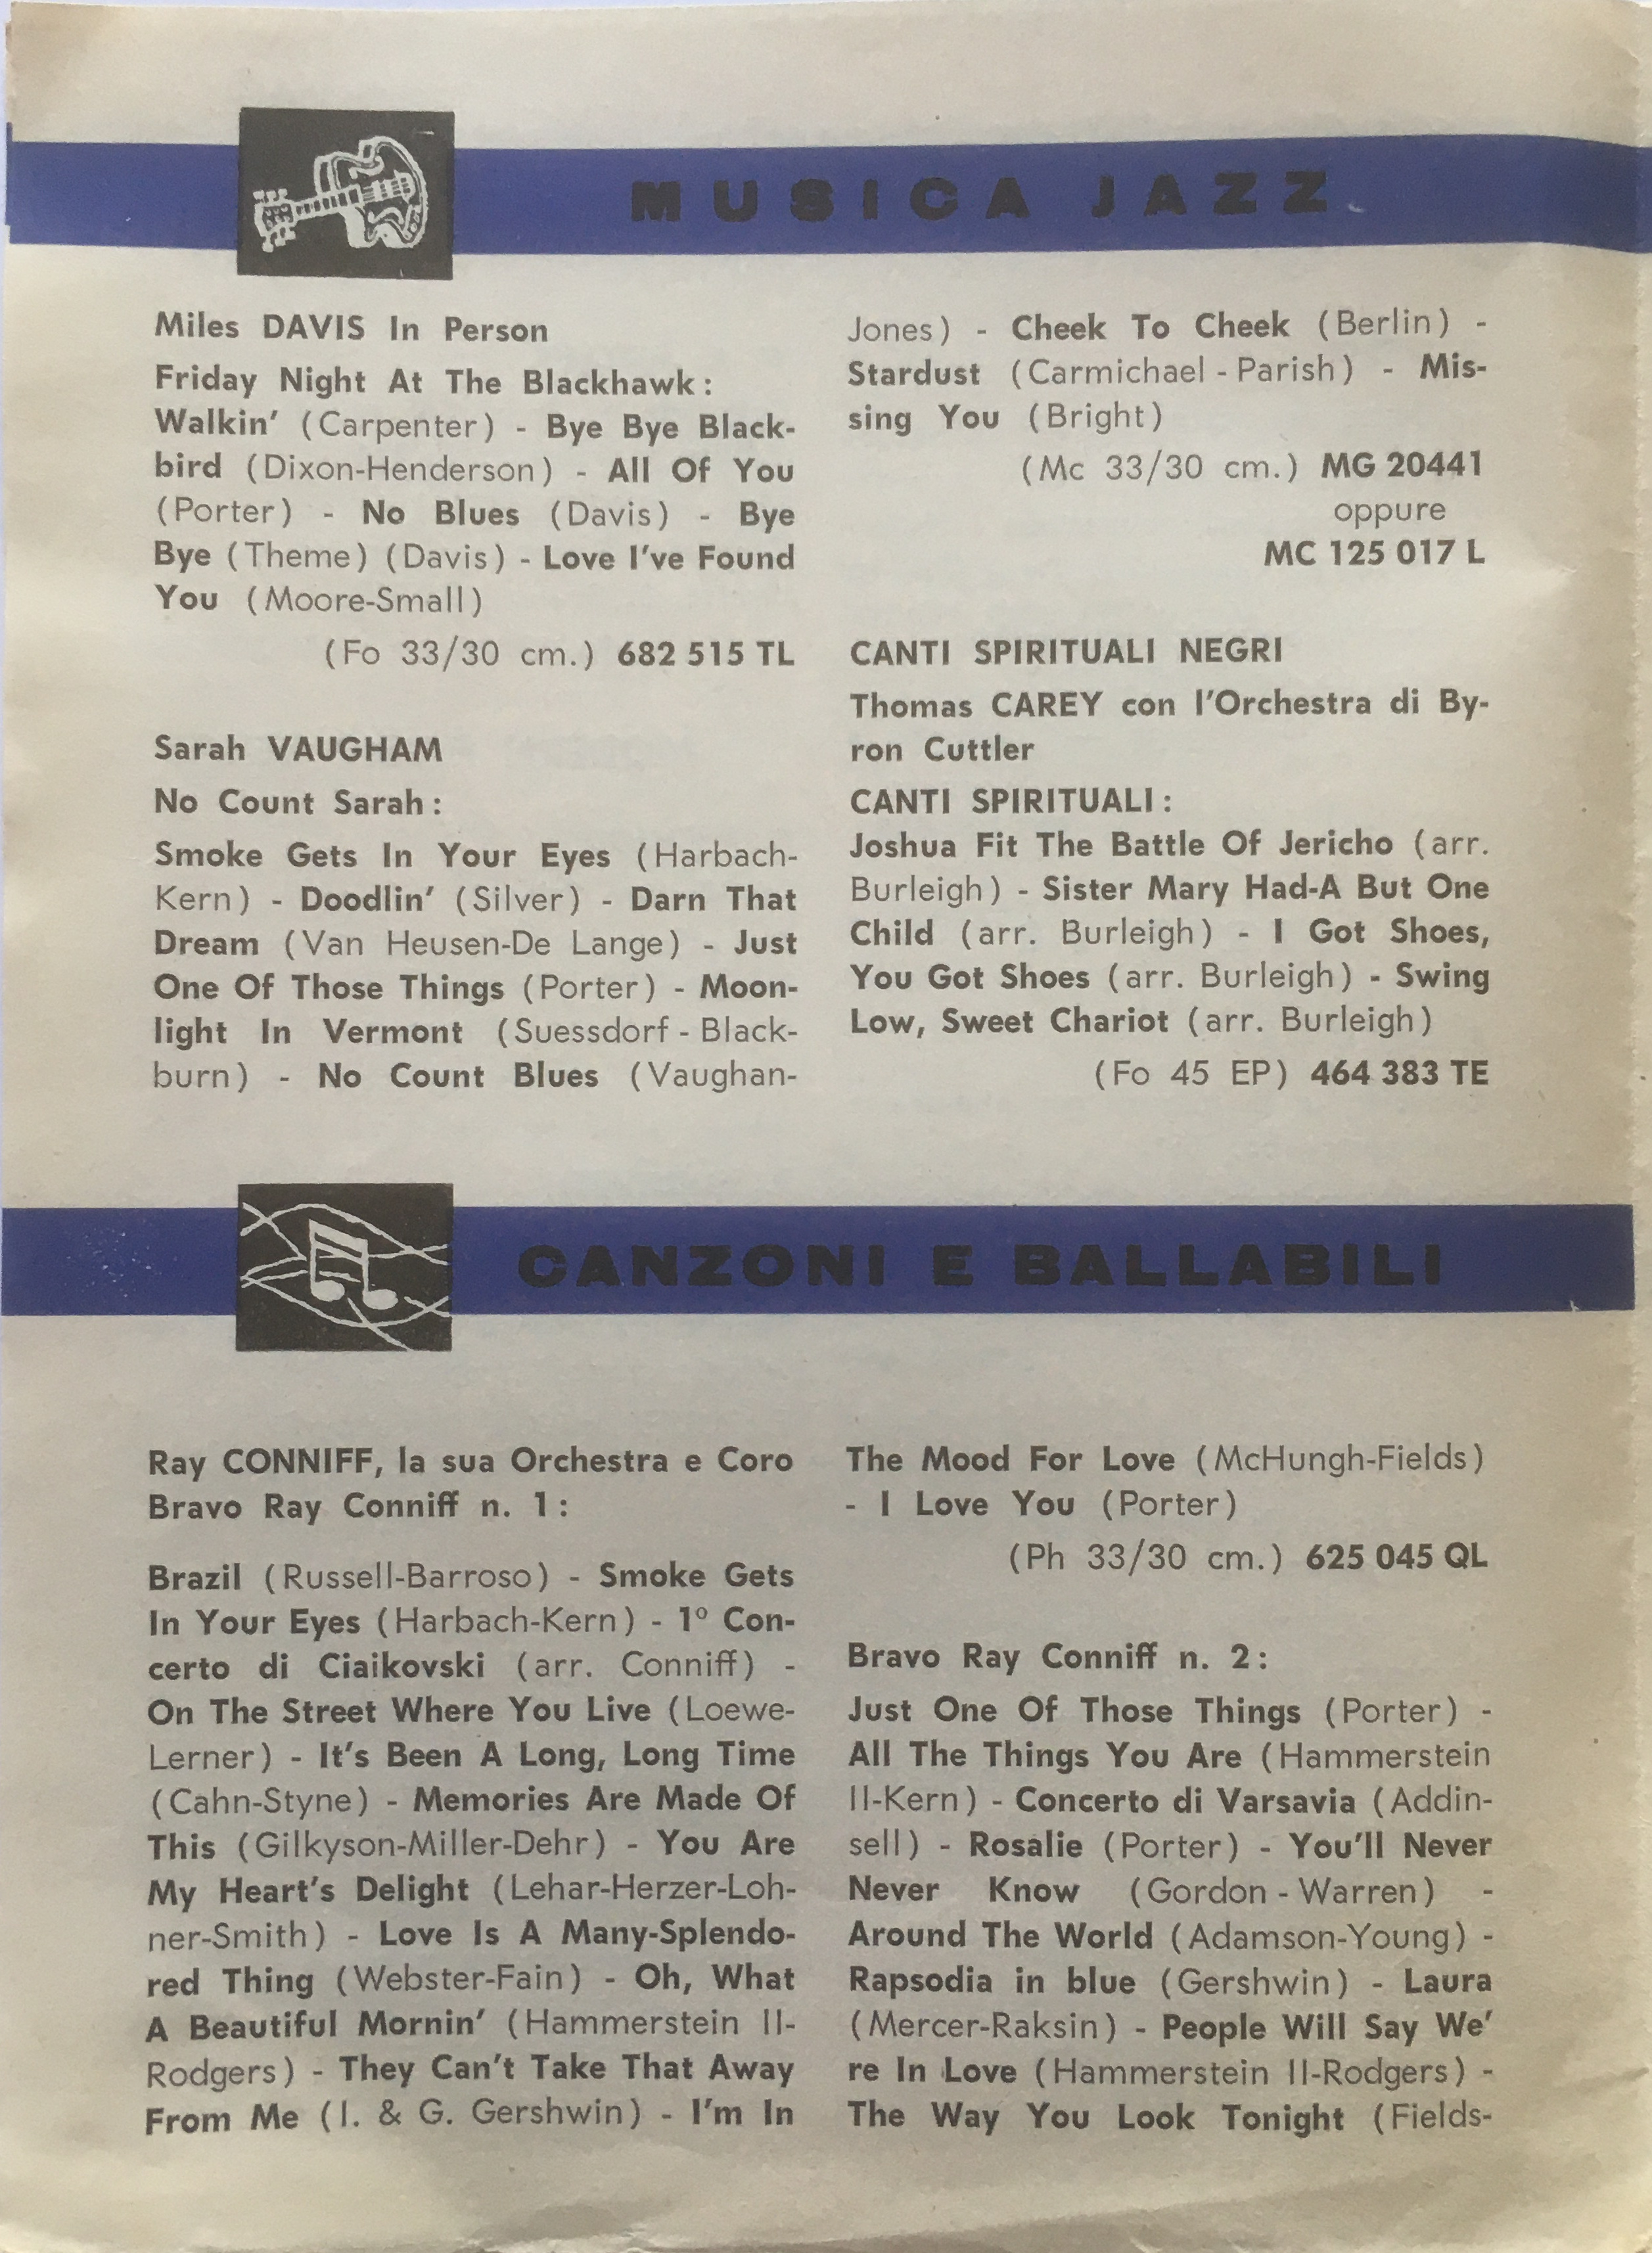 MUSICA JAZZ
Miles DAVIS In Person
Friday Night At The Blackhawk:
Walkin' (Carpenter) - Bye Bye Black-
bird (Dixon-Henderson) - All Of You
(Porter) - No Blues (Davis) - Bye
Bye (Theme) (Davis) - Love I've Found
You (Moore-Small)
(Fo 33/30 cm.) 682 515 TL
Sarah VAUGHAM
No Count Sarah:
Smoke Gets In Your Eyes (Harbach-
Kern) - Doodlin' (Silver) - Darn That
Dream (Van Heusen-De Lange) - Just
One Of Those Things (Porter) - Moon-
light In Vermont (Suessdorf - Black-
burn) - No Count Blues (Vaughan-
Jones) - Cheek To Cheek (Berlin) -
Stardust (Carmichael - Parish) - Mis-
sing You (Bright)
(Mc 33/30 cm.) MG 20441
oppure
MC 125 017 L
CANTI SPIRITUALI NEGRI
Thomas CAREY con l'Orchestra di By-
ron Cuttler
CANTI SPIRITUALI:
Joshua Fit The Battle Of Jericho (arr.
Burleigh) - Sister Mary Had-A But One
Child (arr. Burleigh) - I Got Shoes,
You Got Shoes (arr. Burleigh) - Swing
Low, Sweet Chariot (arr. Burleigh)
(Fo 45 EP) 464 383 TE
CANZONI E BALLABILI
Ray CONNIFF, la sua Orchestra e Coro
Bravo Ray Conniff n. 1:
Brazil (Russell-Barroso) - Smoke Gets
In Your Eyes (Harbach-Kern) - 1º Con-
certo di Ciaikovski (arr. Conniff) -
On The Street Where You Live (Loewe-
Lerner) - It's Been A Long, Long Time
(Cahn-Styne) - Memories Are Made Of
This (Gilkyson-Miller-Dehr) - You Are
My Heart's Delight (Lehar-Herzer-Loh-
ner-Smith) - Love Is A Many-Splendo-
red Thing (Webster-Fain) - Oh, What
A Beautiful Mornin' (Hammerstein II-
Rodgers) - They Can't Take That Away
From Me (I. & G. Gershwin) - I'm In
The Mood For Love (McHungh-Fields)
- I Love You (Porter)
(Ph 33/30 cm.) 625 045 QL
Bravo Ray Conniff n. 2:
Just One Of Those Things (Porter) -
All The Things You Are (Hammerstein
II-Kern) - Concerto di Varsavia (Addin-
sell) - Rosalie (Porter) - You'll Never
Never Know (Gordon - Warren) -
Around The World (Adamson-Young) -
Rapsodia in blue (Gershwin) - Laura
(Mercer-Raksin) - People Will Say We'
re In Love (Hammerstein II-Rodgers) -
The Way You Look Tonight (Fields-